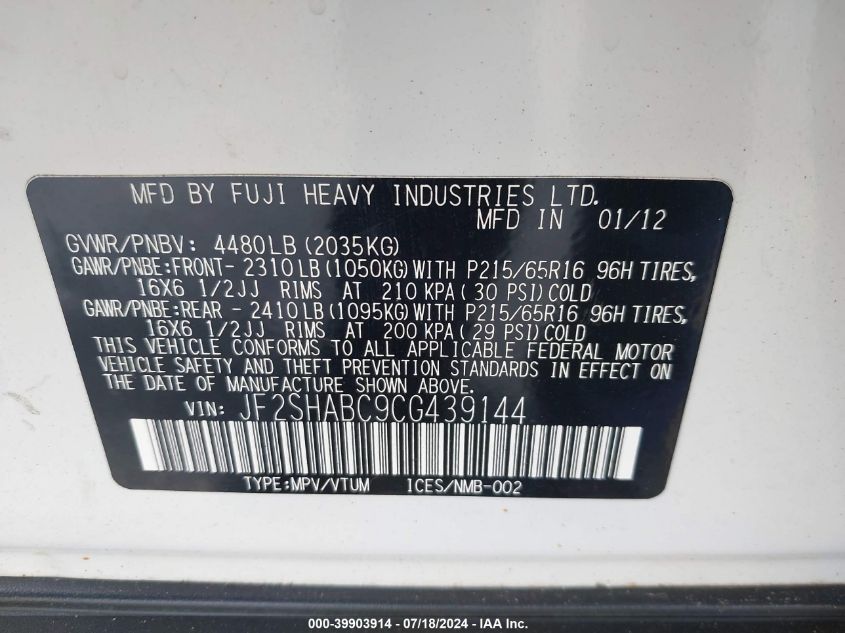 MFD BY FUJI HEAVY INDUSTRIES LTD.
MFD IN 01/12
GVWR/PNBV: 4480LB (2035KG)
GAWR/PNBE:FRONT- 2310LB(1050KG)WITH P215/65R16 96H TIRES,
16X6 1/2JJ RIMS AT 210 KPA( 30 PSI)COLD
GAWR/PNBE:REAR - 2410LB(1095KG)WITH P215/65R16 96H TIRES,
16X6 1/2JJ RIMS AT 200 KPA( 29 PSI)COLD
THIS VEHICLE CONFORMS TO ALL APPLICABLE FEDERAL MOTOR
VEHICLE SAFETY AND THEFT PREVENTION STANDARDS IN EFFECT ON
THE DATE OF MANUFACTURE SHOWN ABOVE.
VIN: JF2SHABC9CG439144
TYPE:MPV/VTUM ICES/NMB-002
000-39903914 - 07/18/2024 - IAA Inc.